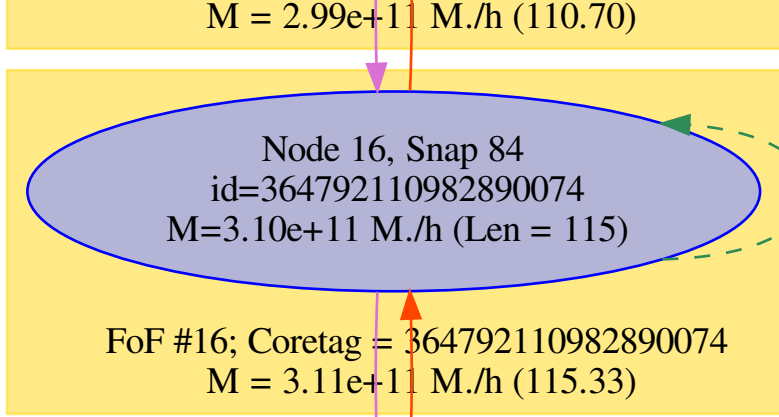 M = 2.99e+11 M./h (110.70)
Node 16, Snap 84
id=364792110982890074
M=3.10e+11 M./h (Len = 115)
FoF #16; Coretag = 364792110982890074
M = 3.11e+11 M./h (115.33)